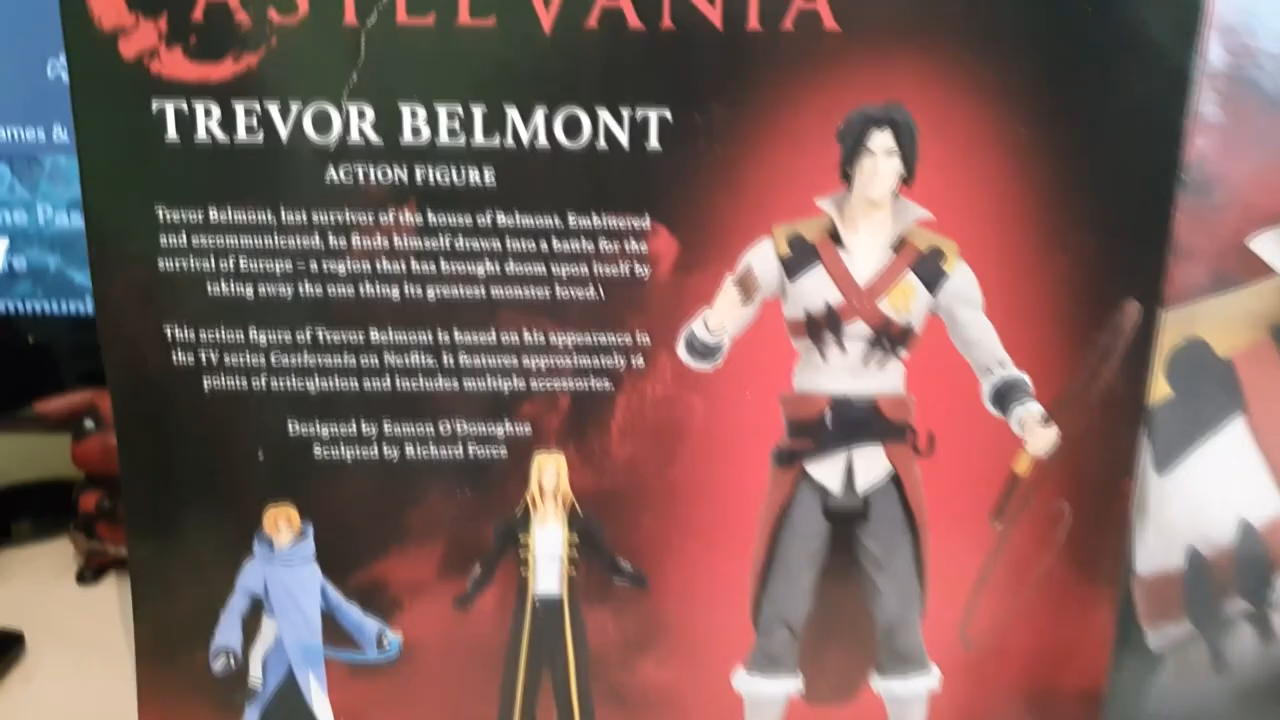 CASTLEVANIA
TREVOR BELMONT
ACTION FIGURE
Trevor Belmont, last survivor of the house of Belmont. Embittered
and excommunicated, he finds himself drawn into a battle for the
survival of Europe – a region that has brought doom upon itself by
taking away the one thing its greatest monster loved.\
This action figure of Trevor Belmont is based on his appearance in
the TV series Castlevania on Netflix. It features approximately 16
points of articulation and includes multiple accessories.
Designed by Eamon O'Donoghue
Sculpted by Richard Force